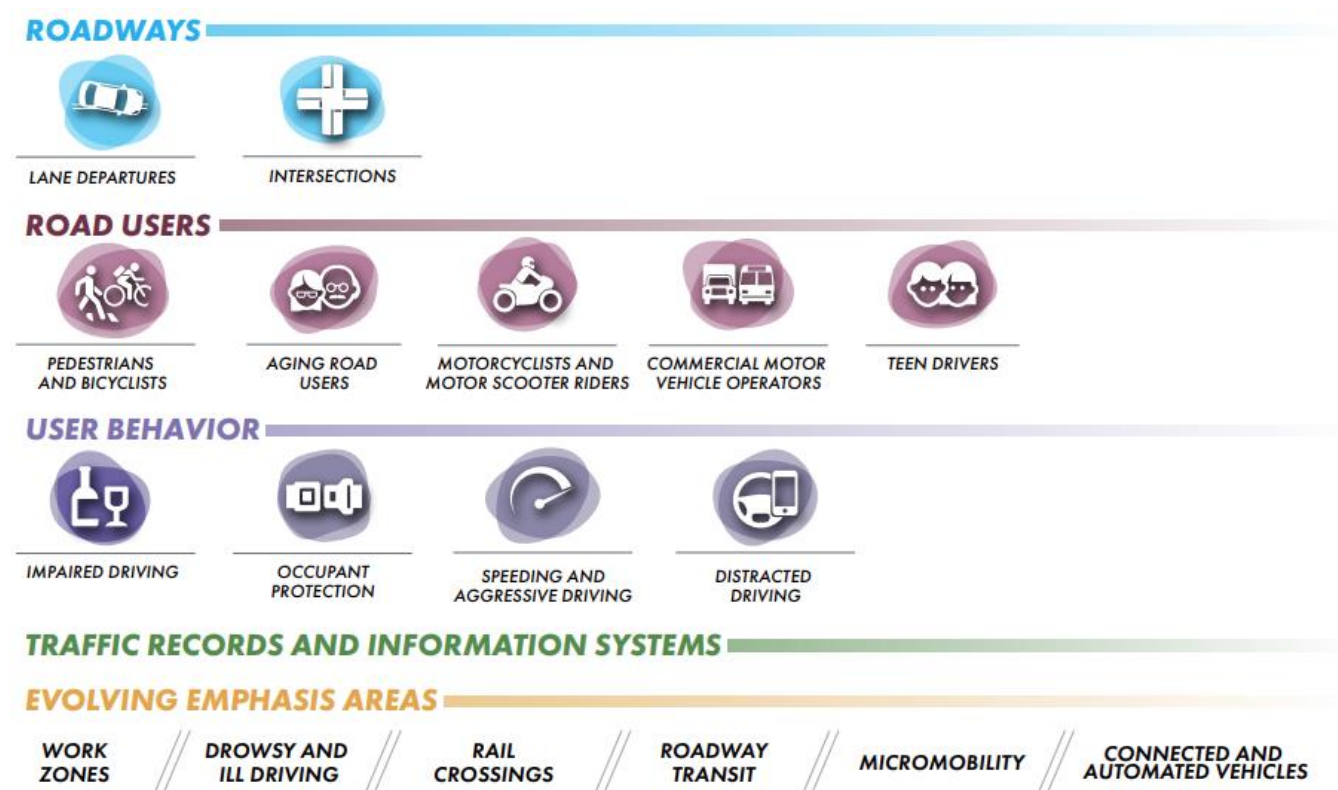 ROADWAYS
LANE DEPARTURES
INTERSECTIONS
ROAD USERS
PEDESTRIANS
AND BICYCLISTS
AGING ROAD
USERS
MOTORCYCLISTS AND
MOTOR SCOOTER RIDERS
COMMERCIAL MOTOR
VEHICLE OPERATORS
TEEN DRIVERS
USER BEHAVIOR
IMPAIRED DRIVING
OCCUPANT
PROTECTION
SPEEDING AND
AGGRESSIVE DRIVING
DISTRACTED
DRIVING
TRAFFIC RECORDS AND INFORMATION SYSTEMS
EVOLVING EMPHASIS AREAS
WORK
ZONES
DROWSY AND
ILL DRIVING
RAIL
CROSSINGS
ROADWAY
TRANSIT
MICROMOBILITY
CONNECTED AND
AUTOMATED VEHICLES